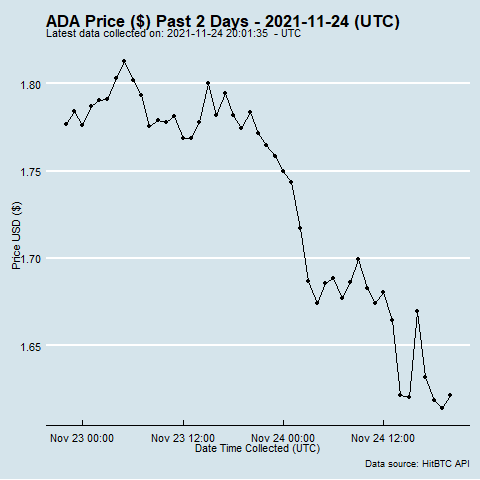 ADA Price ($) Past 2 Days - 2021-11-24 (UTC)
Latest data collected on: 2021-11-24 20:01:35 - UTC
1.80
1.75
1.70
1.65
Price USD ($)
Nov 23 00:00 Nov 23 12:00 Nov 24 00:00 Nov 24 12:00
Date Time Collected (UTC)
Data source: HitBTC API